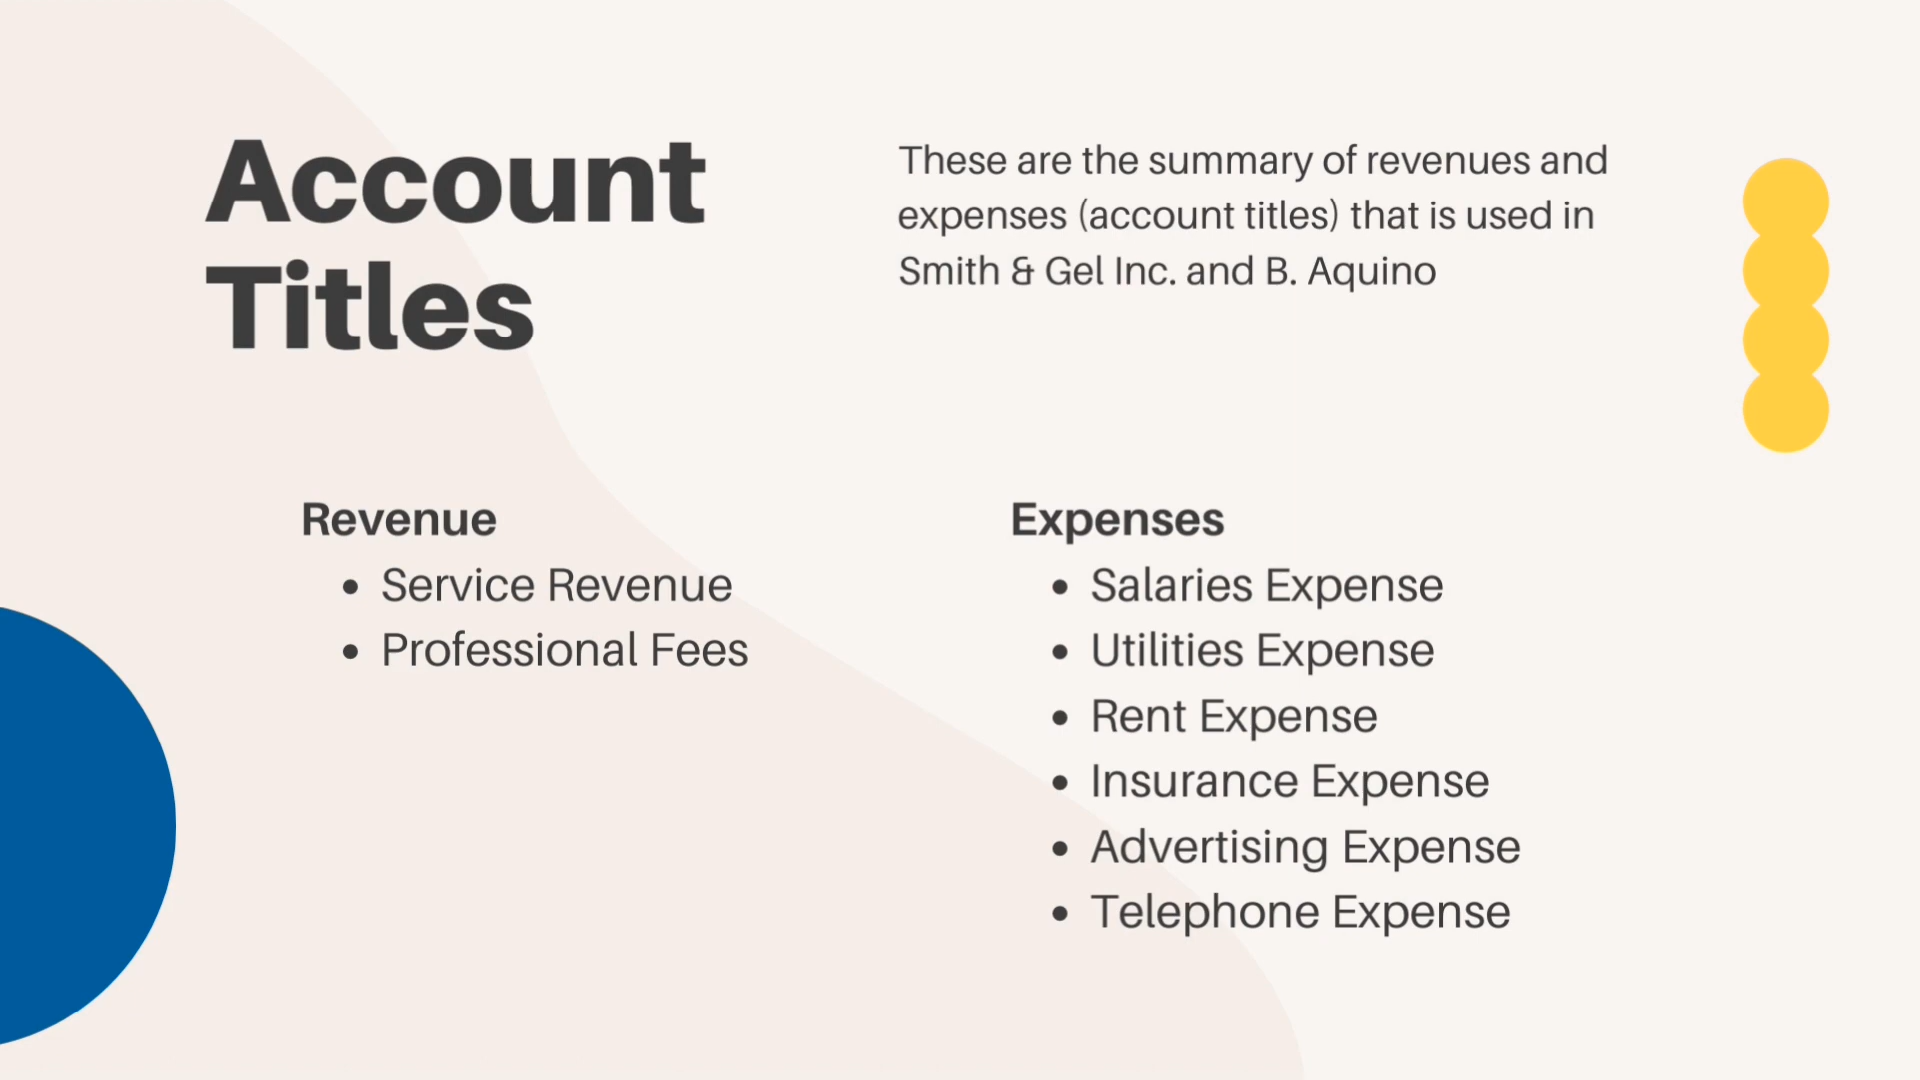 Account
Titles
These are the summary of revenues and
expenses (account titles) that is used in
Smith & Gel Inc. and B. Aquino
Revenue
• Service Revenue
• Professional Fees
Expenses
• Salaries Expense
• Utilities Expense
• Rent Expense
• Insurance Expense
• Advertising Expense
• Telephone Expense